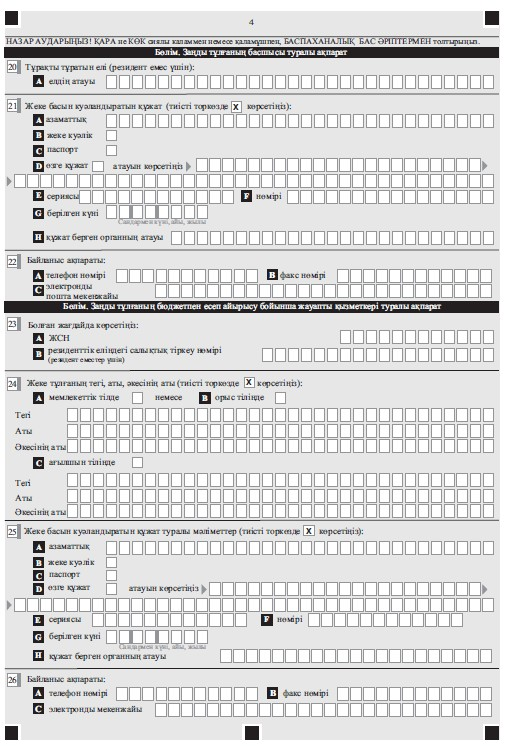 4
НАЗАР АУДАРЫҢЫЗ! ҚАРА не КӨК сиялы қаламмен немесе қаламұшпен, БАСПАХАНАЛЫҚ БАС ӘРІПТЕРМЕН толтырыңыз.
Бөлім. Заңды тұлғаның басшысы туралы ақпарат
20 Тұрақты тұратын елі (резидент емес үшін):
A елдің атауы
21 Жеке басын куәландыратын құжат (тиісті торкөзде X көрсетіңіз):
A азаматтық
B жеке куәлік
C паспорт
D өзге құжат атауын көрсетіңіз
E сериясы F нөмірі
G берілген күні
Сандармен күні, айы, жылы
H құжат берген органның атауы
22 Байланыс ақпараты:
A телефон нөмірі B факс нөмірі
C электронды
пошта мекенжайы
Бөлім. Заңды тұлғаның бюджетпен есеп айырысу бойынша жауапты қызметкері туралы ақпарат
23 Болған жағдайда көрсетіңіз:
A ЖСН
B резиденттік еліндегі салықтық тіркеу нөмірі
(резидент еместер үшін)
24 Жеке тұлғаның тегі, аты, әкесінің аты (тиісті торкөзде X көрсетіңіз):
A мемлекеттік тілде немесе B орыс тілінде
Тегі
Аты
Әкесінің аты
C ағылшын тілінде
Тегі
Аты
Әкесінің аты
25 Жеке басын куәландыратын құжат туралы мәліметтер (тиісті торкөзде X көрсетіңіз):
A азаматтық
B жеке куәлік
C паспорт
D өзге құжат атауын көрсетіңіз
E сериясы F нөмірі
G берілген күні
Сандармен күні, айы, жылы
H құжат берген органның атауы
26 Байланыс ақпараты:
A телефон нөмірі B факс нөмірі
C электронды мекенжайы